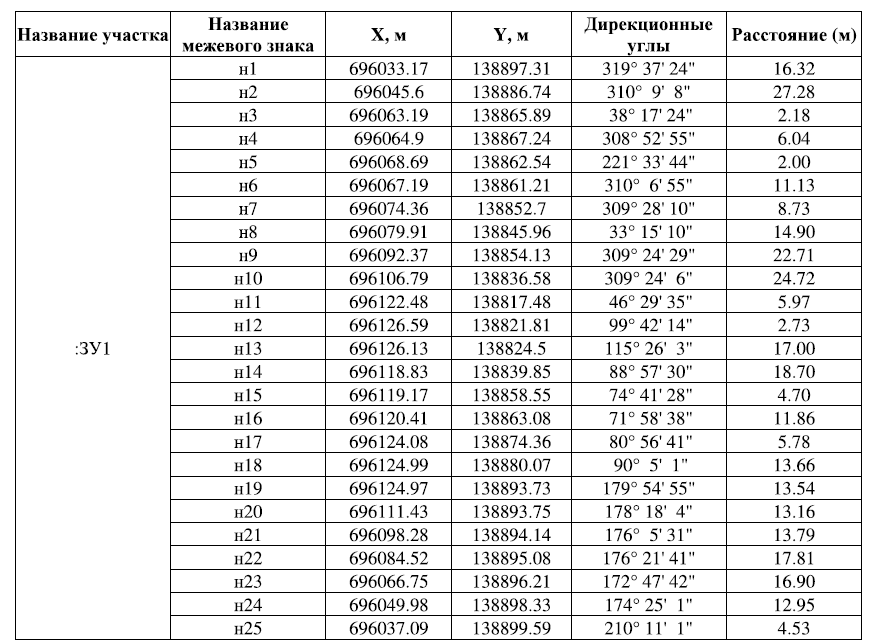 Название участка Название межевого знака X, м Y, м Дирекционные углы Расстояние (м)
:ЗУ1
н1 696033.17 138897.31 319° 37' 24" 16.32
н2 696045.6 138886.74 310° 9' 8" 27.28
н3 696063.19 138865.89 38° 17' 24" 2.18
н4 696064.9 138867.24 308° 52' 55" 6.04
н5 696068.69 138862.54 221° 33' 44" 2.00
н6 696067.19 138861.21 310° 6' 55" 11.13
н7 696074.36 138852.7 309° 28' 10" 8.73
н8 696079.91 138845.96 33° 15' 10" 14.90
н9 696092.37 138854.13 309° 24' 29" 22.71
н10 696106.79 138836.58 309° 24' 6" 24.72
н11 696122.48 138817.48 46° 29' 35" 5.97
н12 696126.59 138821.81 99° 42' 14" 2.73
н13 696126.13 138824.5 115° 26' 3" 17.00
н14 696118.83 138839.85 88° 57' 30" 18.70
н15 696119.17 138858.55 74° 41' 28" 4.70
н16 696120.41 138863.08 71° 58' 38" 11.86
н17 696124.08 138874.36 80° 56' 41" 5.78
н18 696124.99 138880.07 90° 5' 1" 13.66
н19 696124.97 138893.73 179° 54' 55" 13.54
н20 696111.43 138893.75 178° 18' 4" 13.16
н21 696098.28 138894.14 176° 5' 31" 13.79
н22 696084.52 138895.08 176° 21' 41" 17.81
н23 696066.75 138896.21 172° 47' 42" 16.90
н24 696049.98 138898.33 174° 25' 1" 12.95
н25 696037.09 138899.59 210° 11' 1" 4.53